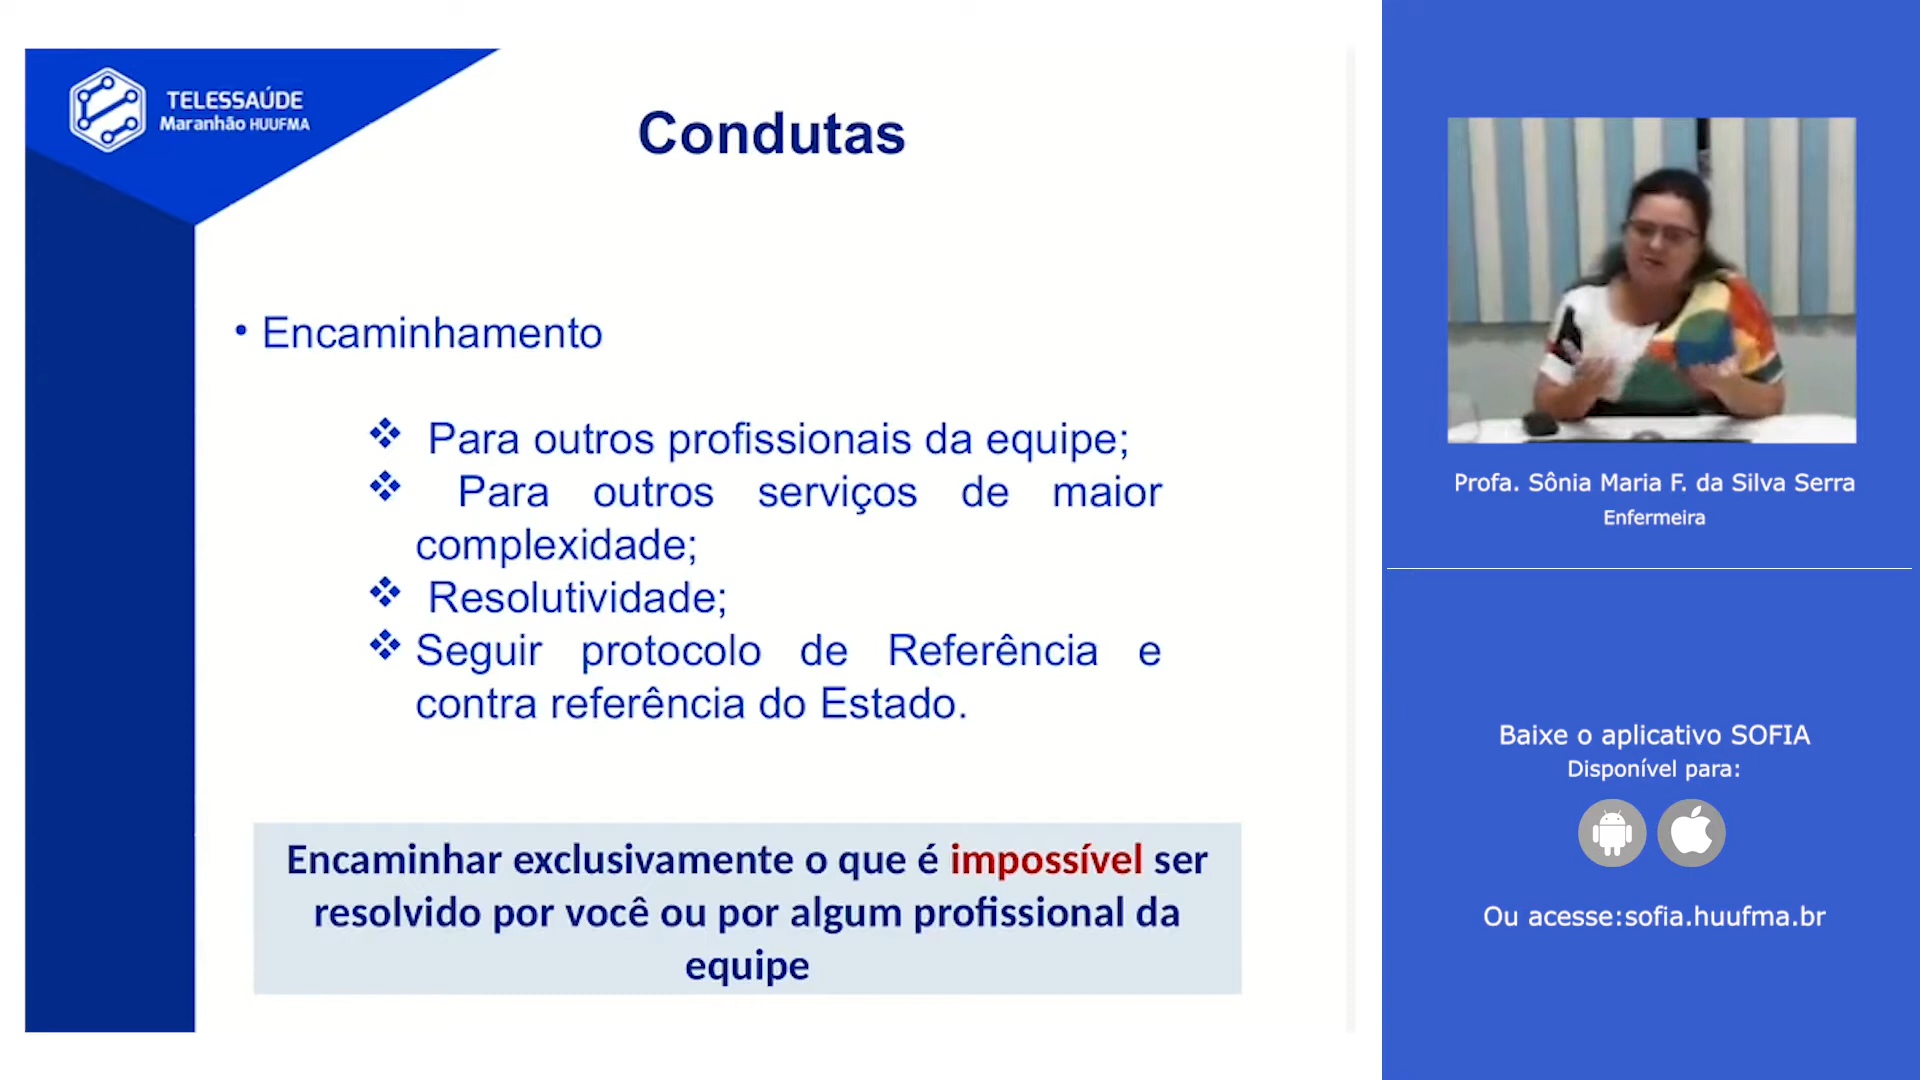 TELESSAÚDE
Maranhão HUUFMA
Condutas
• Encaminhamento
❖ Para outros profissionais da equipe;
❖ Para outros serviços de maior
complexidade;
❖ Resolutividade;
❖ Seguir protocolo de Referência e
contra referência do Estado.
Encaminhar exclusivamente o que é impossível ser
resolvido por você ou por algum profissional da
equipe
Profa. Sônia Maria F. da Silva Serra
Enfermeira
Baixe o aplicativo SOFIA
Disponível para:
Ou acesse:sofia.huufma.br